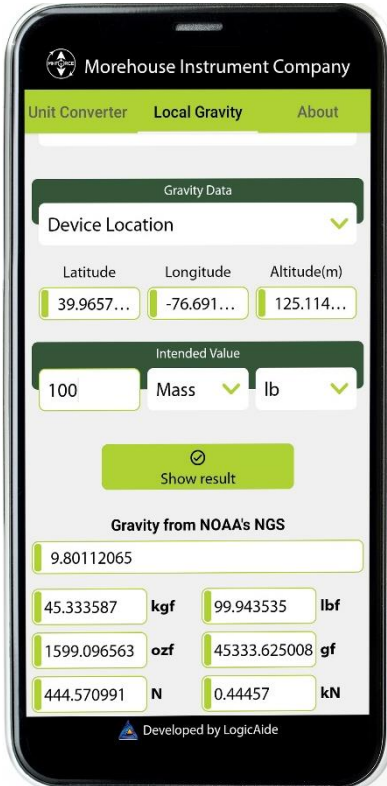 Morehouse Instrument Company
Unit Converter Local Gravity About
Gravity Data
Device Location
Latitude Longitude Altitude(m)
39.9657... -76.691... 125.114...
Intended Value
100 Mass lb
Show result
Gravity from NOAA's NGS
9.80112065
45.333587 kgf 99.943535 lbf
1599.096563 ozf 45333.625008 gf
444.570991 N 0.44457 kN
Developed by LogicAide